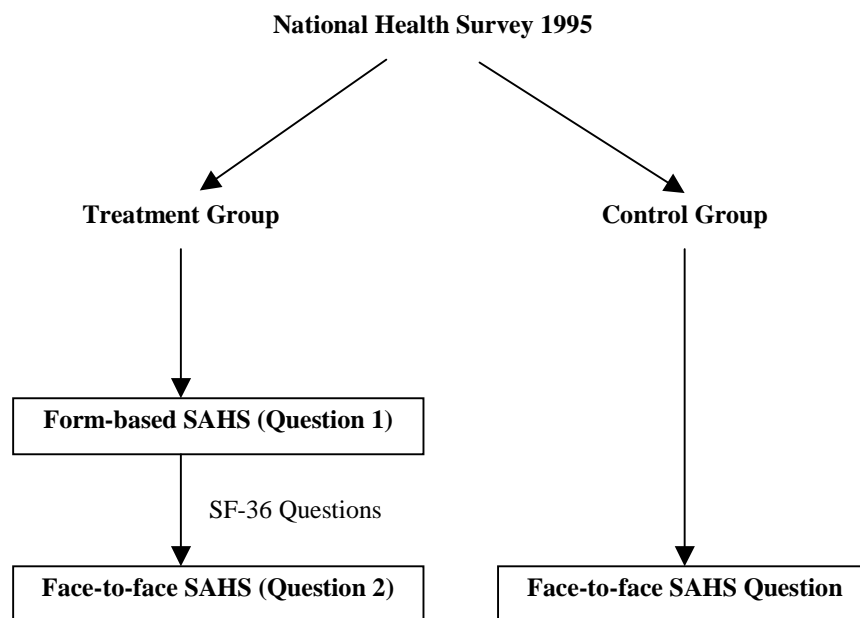 National Health Survey 1995
Treatment Group
Control Group
Form-based SAHS (Question 1)
SF-36 Questions
Face-to-face SAHS (Question 2)
Face-to-face SAHS Question